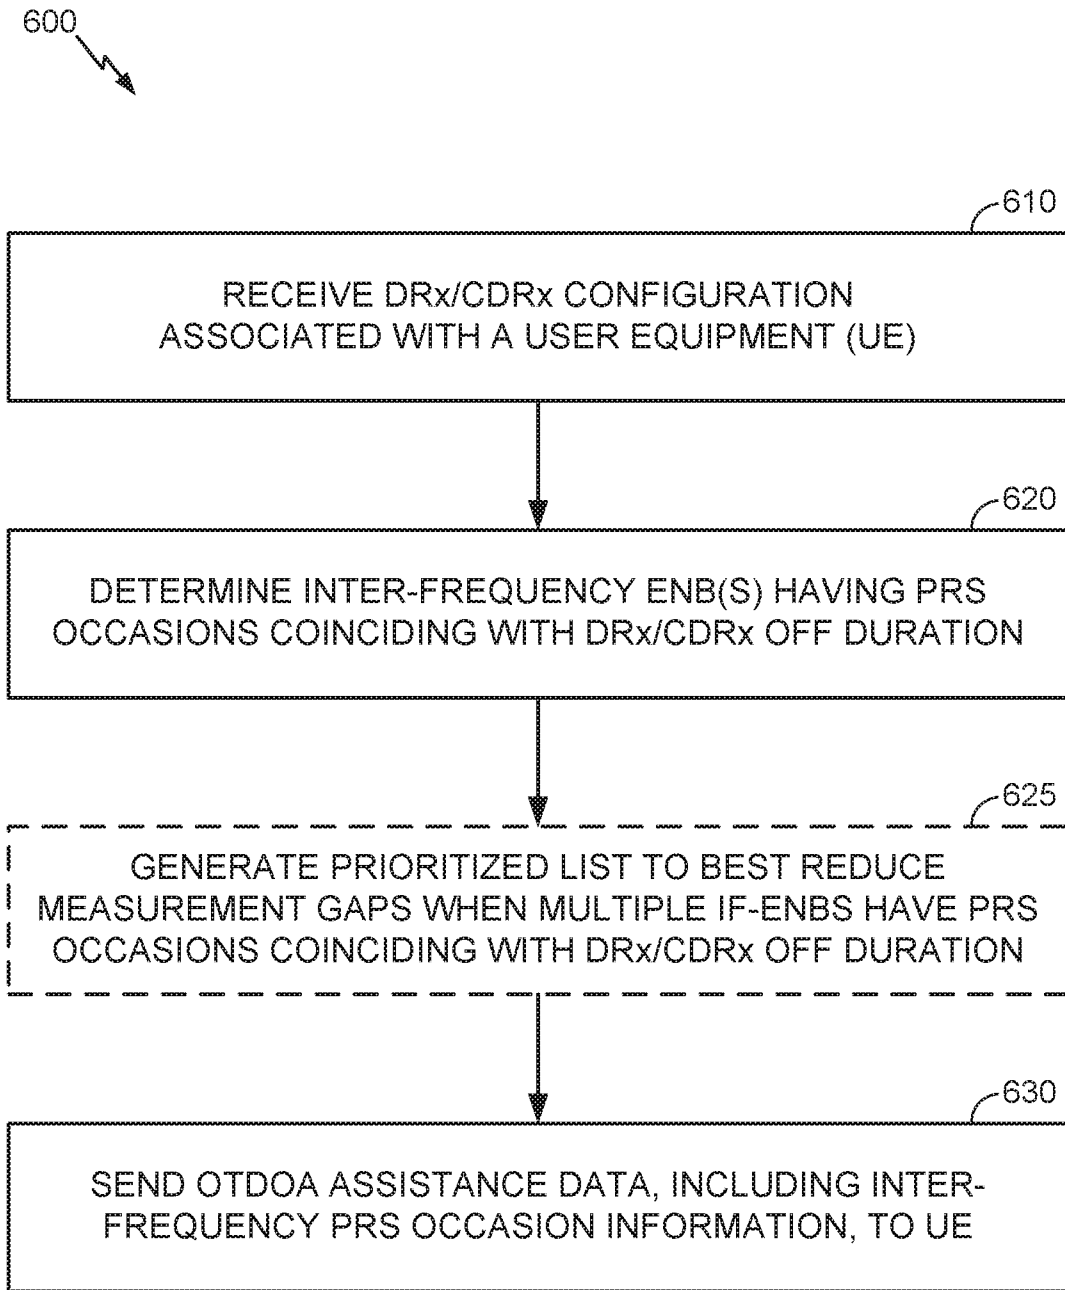 600
610
RECEIVE DRx/CDRx CONFIGURATION
ASSOCIATED WITH A USER EQUIPMENT (UE)
620
DETERMINE INTER-FREQUENCY ENB(S) HAVING PRS
OCCASIONS COINCIDING WITH DRx/CDRx OFF DURATION
625
GENERATE PRIORITIZED LIST TO BEST REDUCE
MEASUREMENT GAPS WHEN MULTIPLE IF-ENBS HAVE PRS
OCCASIONS COINCIDING WITH DRx/CDRx OFF DURATION
630
SEND OTDOA ASSISTANCE DATA, INCLUDING INTER-
FREQUENCY PRS OCCASION INFORMATION, TO UE